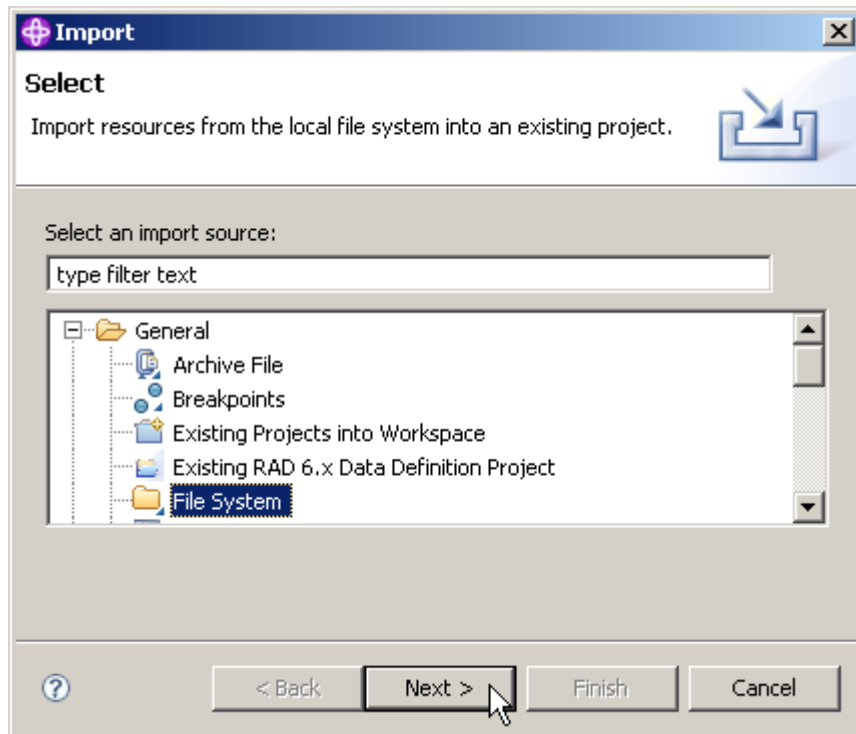 Import
Select
Import resources from the local file system into an existing project.
Select an import source:
type filter text
General
Archive File
Breakpoints
Existing Projects into Workspace
Existing RAD 6.x Data Definition Project
File System
?
< Back
Next >
Finish
Cancel